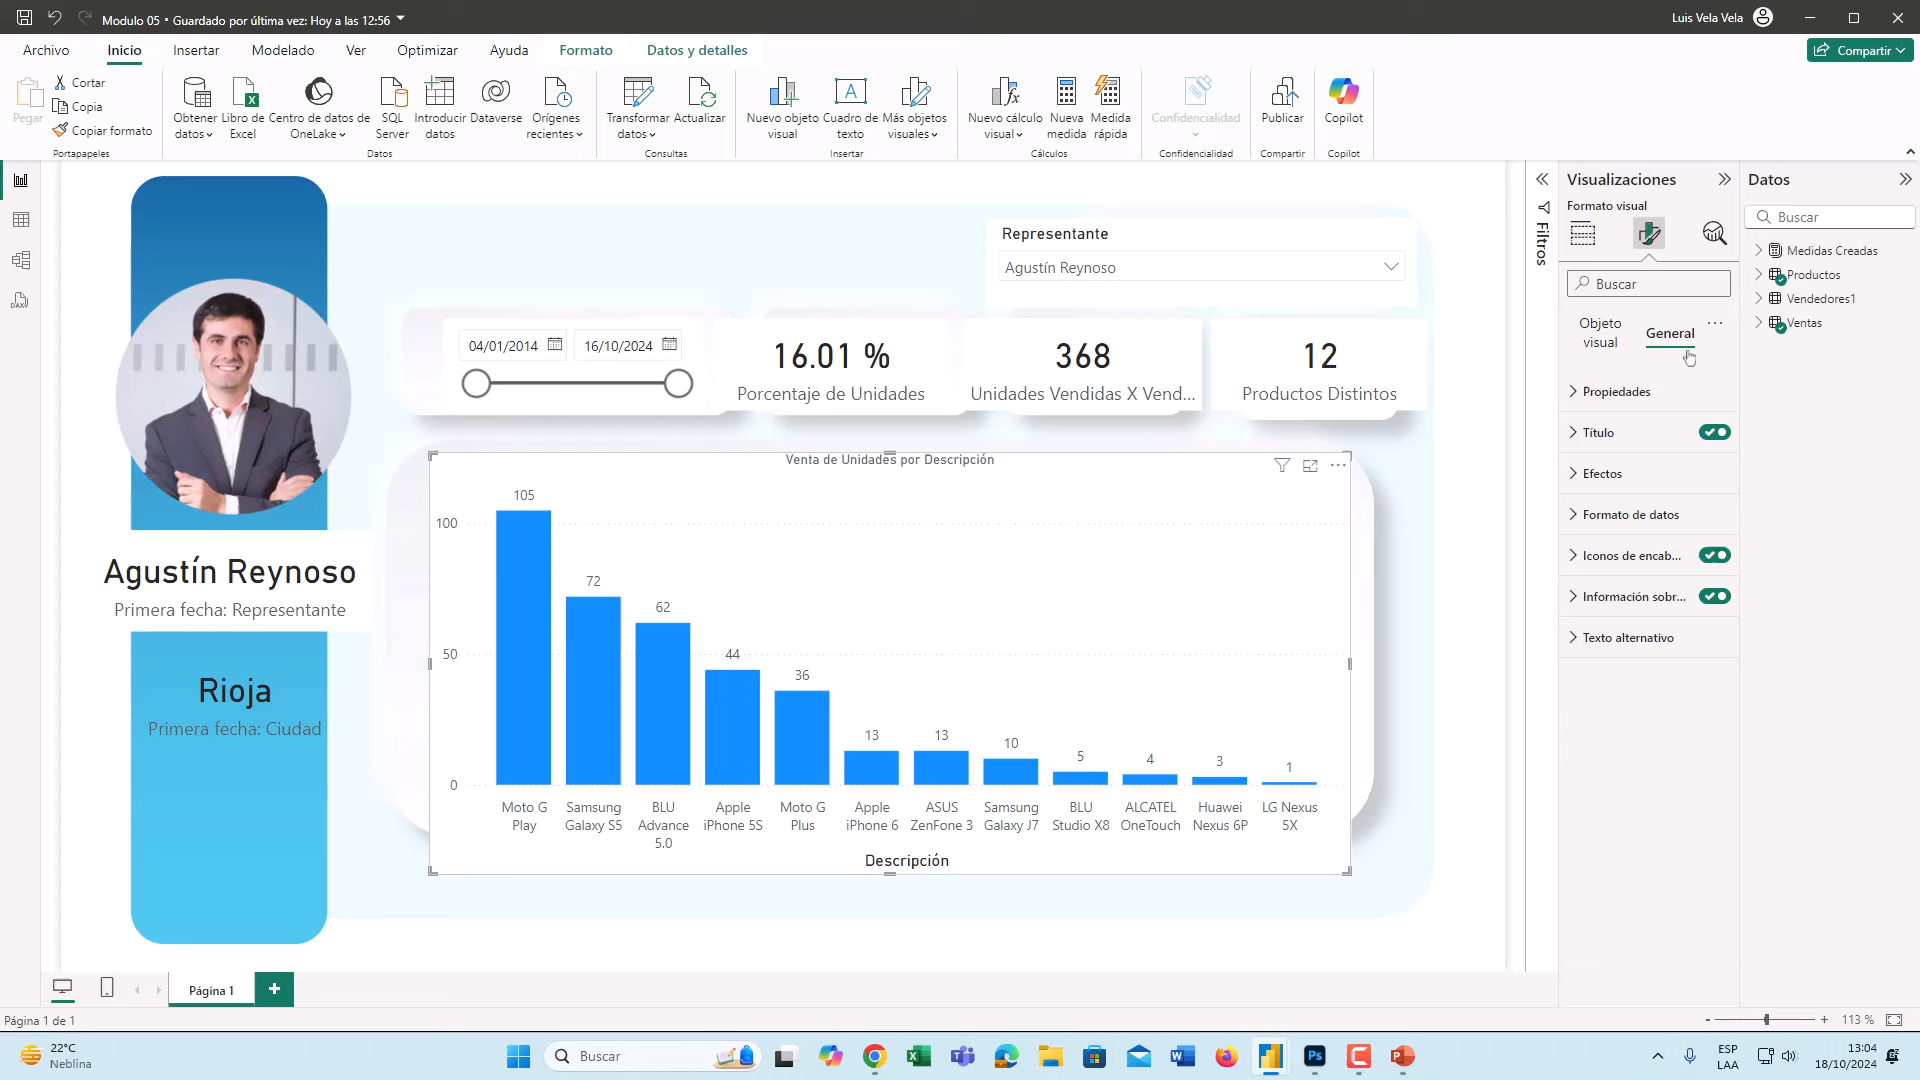 Modulo 05 • Guardado por última vez: Hoy a las 12:56
Luis Vela Vela
Archivo
Inicio
Insertar
Modelado
Ver
Optimizar
Ayuda
Formato
Datos y detalles
Compartir
Pegar
Cortar
Copia
Copiar formato
Portapapeles
Obtener datos
Libro de Excel
Centro de datos de OneLake
SQL Server
Introducir datos
Dataverse
Orígenes recientes
Datos
Transformar datos
Actualizar
Consultas
Nuevo objeto visual
Cuadro de texto
Más objetos visuales
Insertar
Nuevo cálculo visual
Nueva medida
Medida rápida
Cálculos
Confidencialidad
Confidencialidad
Publicar
Compartir
Copilot
Copilot
Representante
Agustín Reynoso
04/01/2014
16/10/2024
16.01 %
Porcentaje de Unidades
368
Unidades Vendidas X Vend...
12
Productos Distintos
Agustín Reynoso
Primera fecha: Representante
Rioja
Primera fecha: Ciudad
Venta de Unidades por Descripción
100
50
0
105
72
62
44
36
13
13
10
5
4
3
1
Moto G Play
Samsung Galaxy S5
BLU Advance 5.0
Apple iPhone 5S
Moto G Plus
Apple iPhone 6
ASUS ZenFone 3
Samsung Galaxy J7
BLU Studio X8
ALCATEL OneTouch
Huawei Nexus 6P
LG Nexus 5X
Descripción
Filtros
Visualizaciones
Formato visual
Buscar
Objeto visual
General
Propiedades
Título
Efectos
Formato de datos
Iconos de encab...
Información sobr...
Texto alternativo
Datos
Buscar
Medidas Creadas
Productos
Vendedores1
Ventas
Página 1
Página 1 de 1
113 %
22°C
Neblina
Buscar
ESP
LAA
13:04
18/10/2024